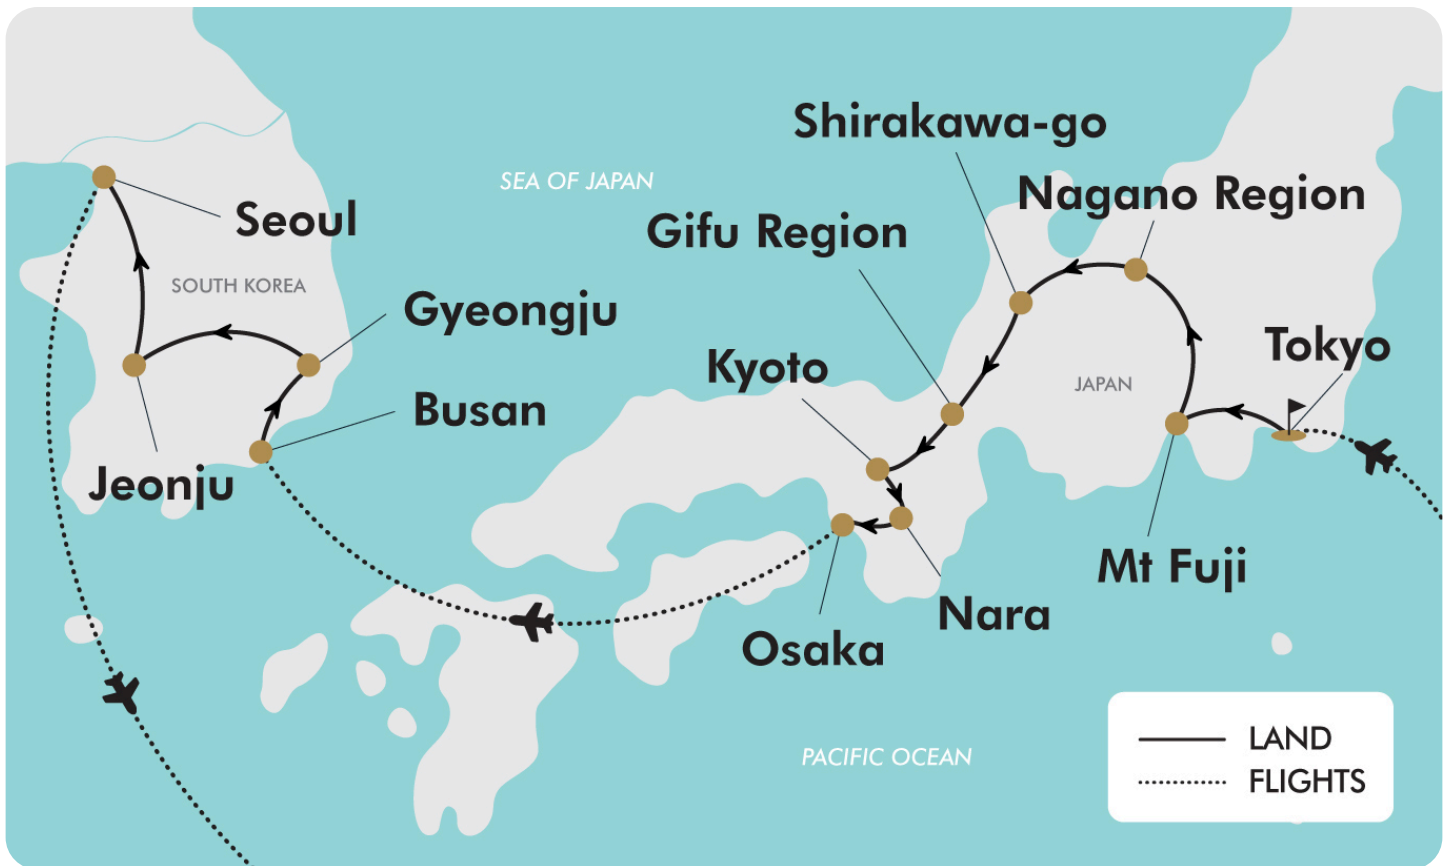 Shirakawa-go
SEA OF JAPAN
Nagano Region
Seoul
Gifu Region
SOUTH KOREA
Gyeongju
Tokyo
Kyoto
JAPAN
Busan
Jeonju
Mt Fuji
Nara
Osaka
PACIFIC OCEAN
LAND
FLIGHTS